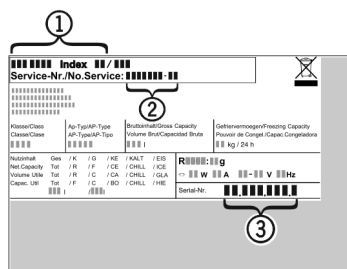 1
Index /
Service-Nr./No.Service: -
2
Klasse/Class Ap-Typ/AP-Type Bruttoinhalt/Gross Capacity Gefriervermoegen/Freezing Capacity
Classe/Clase AP-Type/AP-Tipo Volume Brut/Capacidad Bruta Pouvoir de Congel./Capac.Congeladora
l kg / 24 h
Nutzinhalt Ges / K / G / KE / KALT / EIS
Net.Capacity Tot / R / F / CE / CHILL / ICE
Volume Utile Tot / R / C / CA / CHILL / GLA
Capac. Util Tot / F / C / BO / CHILL / HIE
l / l
R : g
~ W A - V Hz
Serial-Nr. . . .
3